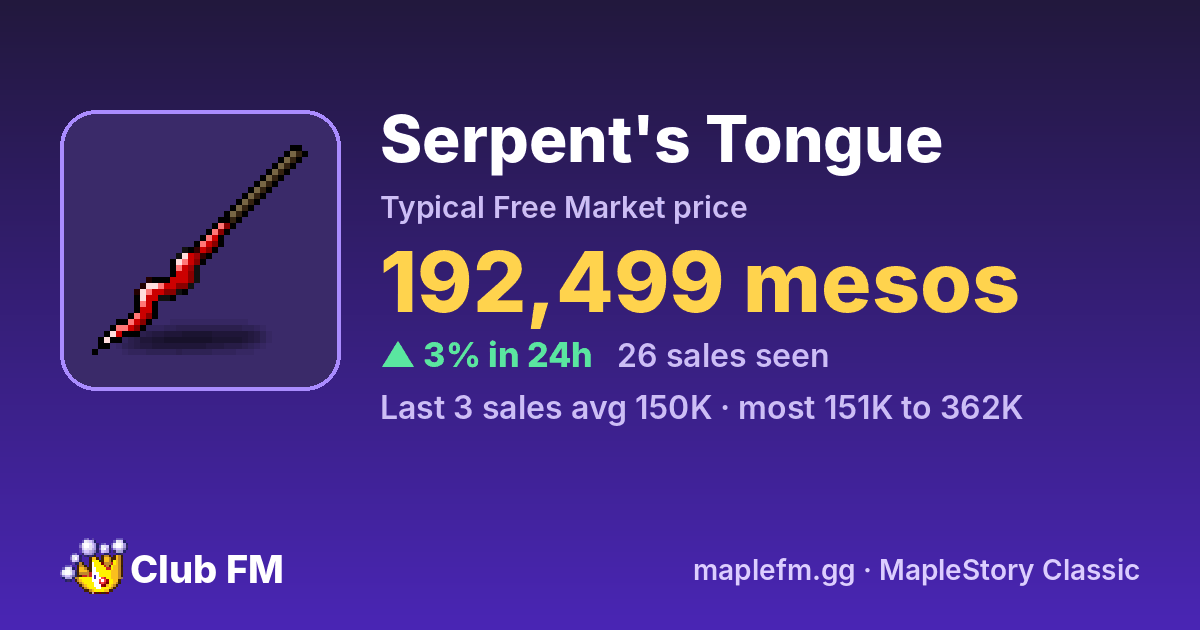 Serpent's Tongue
Typical Free Market price
192,499 mesos
▲ 3% in 24h 26 sales seen
Last 3 sales avg 150K · most 151K to 362K
Club FM
maplefm.gg · MapleStory Classic